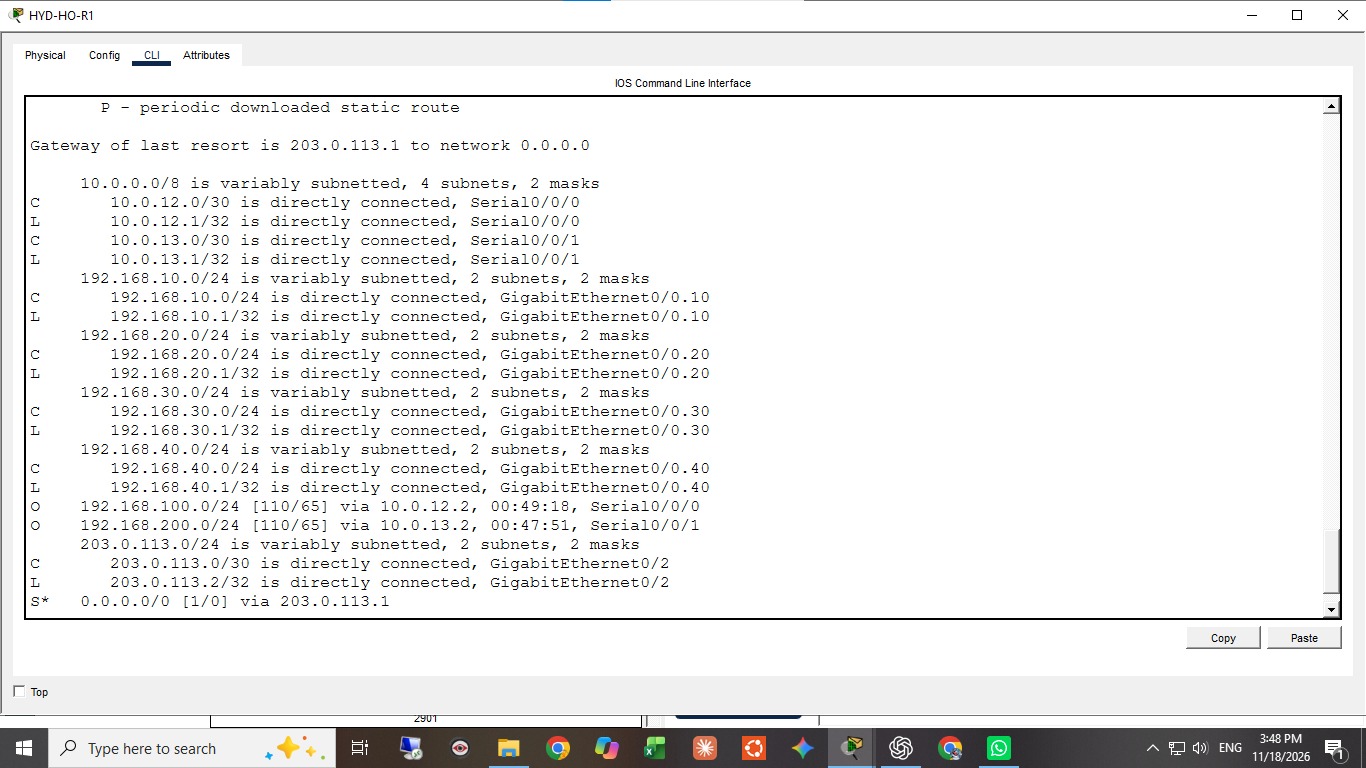 HYD-HO-R1
Physical Config CLI Attributes
IOS Command Line Interface
P - periodic downloaded static route
Gateway of last resort is 203.0.113.1 to network 0.0.0.0
10.0.0.0/8 is variably subnetted, 4 subnets, 2 masks
C 10.0.12.0/30 is directly connected, Serial0/0/0
L 10.0.12.1/32 is directly connected, Serial0/0/0
C 10.0.13.0/30 is directly connected, Serial0/0/1
L 10.0.13.1/32 is directly connected, Serial0/0/1
192.168.10.0/24 is variably subnetted, 2 subnets, 2 masks
C 192.168.10.0/24 is directly connected, GigabitEthernet0/0.10
L 192.168.10.1/32 is directly connected, GigabitEthernet0/0.10
192.168.20.0/24 is variably subnetted, 2 subnets, 2 masks
C 192.168.20.0/24 is directly connected, GigabitEthernet0/0.20
L 192.168.20.1/32 is directly connected, GigabitEthernet0/0.20
192.168.30.0/24 is variably subnetted, 2 subnets, 2 masks
C 192.168.30.0/24 is directly connected, GigabitEthernet0/0.30
L 192.168.30.1/32 is directly connected, GigabitEthernet0/0.30
192.168.40.0/24 is variably subnetted, 2 subnets, 2 masks
C 192.168.40.0/24 is directly connected, GigabitEthernet0/0.40
L 192.168.40.1/32 is directly connected, GigabitEthernet0/0.40
O 192.168.100.0/24 [110/65] via 10.0.12.2, 00:49:18, Serial0/0/0
O 192.168.200.0/24 [110/65] via 10.0.13.2, 00:47:51, Serial0/0/1
203.0.113.0/24 is variably subnetted, 2 subnets, 2 masks
C 203.0.113.0/30 is directly connected, GigabitEthernet0/2
L 203.0.113.2/32 is directly connected, GigabitEthernet0/2
S* 0.0.0.0/0 [1/0] via 203.0.113.1
Copy Paste
Top
2901
Type here to search
ENG
3:48 PM
11/18/2026
1